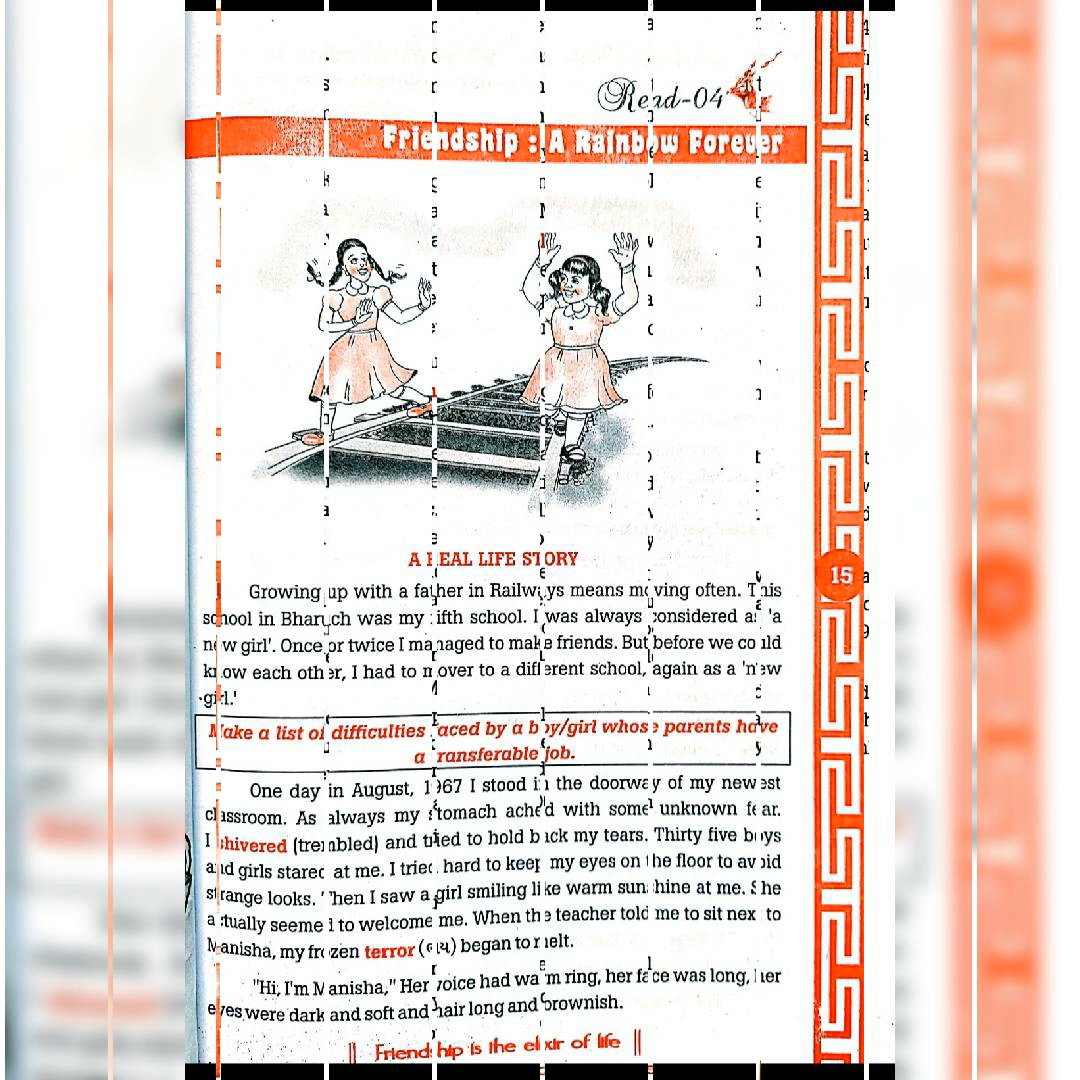 Read-04
Friendship : A Rainbow Forever
A REAL LIFE STORY
Growing up with a father in Railways means moving often. This
school in Bharuch was my fifth school. I was always considered as 'a
new girl'. Once or twice I managed to make friends. But before we could
know each other, I had to mover to a different school, again as a 'new
girl.'
Make a list of difficulties faced by a boy/girl whose parents have
a transferable job.
One day in August, 1967 I stood in the doorway of my newest
classroom. As always my stomach ached with some unknown fear.
I shivered (trembled) and tried to hold back my tears. Thirty five boys
and girls stared at me. I tried hard to keep my eyes on the floor to avoid
strange looks. Then I saw a girl smiling like warm sunshine at me. She
actually seemed to welcome me. When the teacher told me to sit next to
Manisha, my frozen terror () began to melt.
"Hi, I'm Manisha," Her voice had warm ring, her face was long, her
eyes were dark and soft and hair long and brownish.
|| Friendship is the elixir of life ||
15